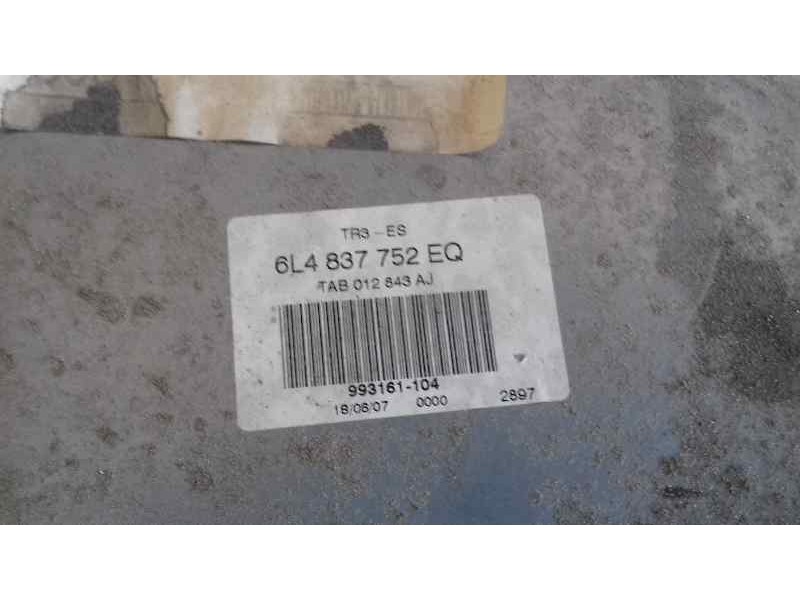 TR3 - ES
6L4 837 752 EQ
TAB 012 843 AJ
993161-104
18/06/07 0000 2897